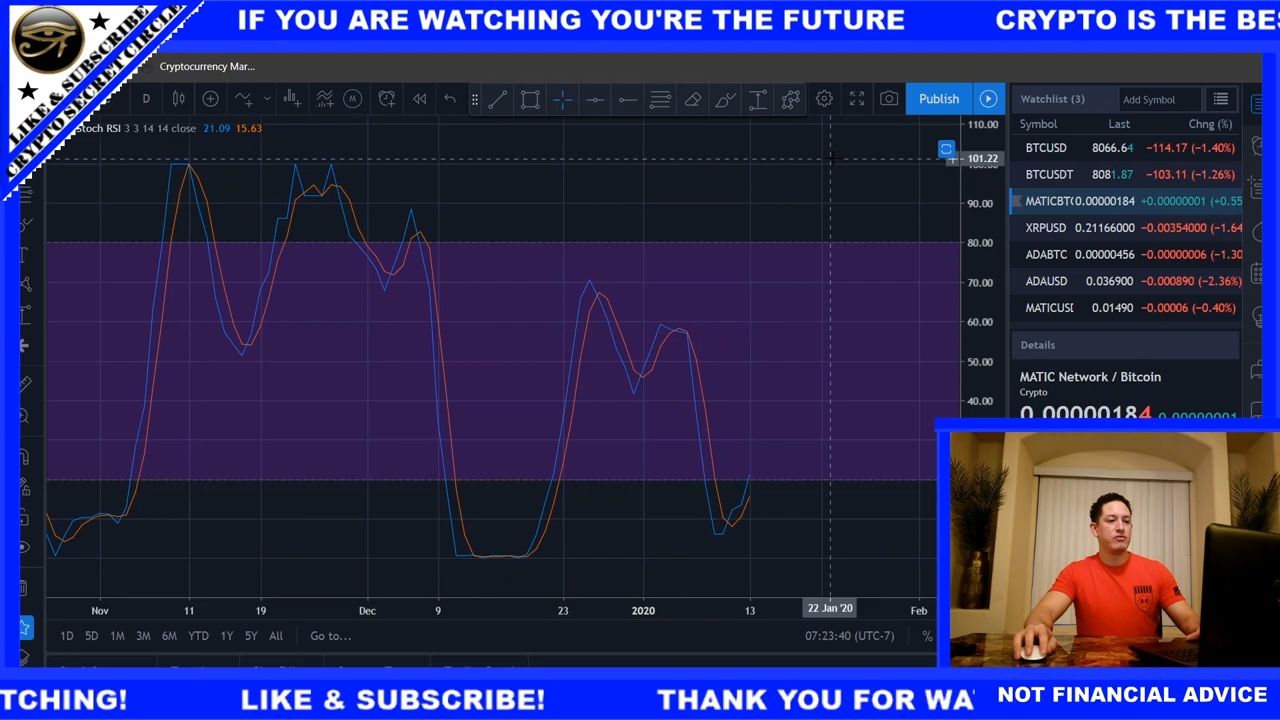 IF YOU ARE WATCHING YOU'RE THE FUTURE
CRYPTO IS THE BES
LIKE & SUBSCRIBE
CRYPTO SECRET CIRCLE
Cryptocurrency Mar...
D
Publish
Watchlist (3)
Add Symbol
Stoch RSI 3 3 14 14 close 21.09 15.63
Symbol Last Chng (%)
BTCUSD 8066.64 −114.17 (−1.40%)
BTCUSDT 8081.87 −103.11 (−1.26%)
MATICBT 0.00000184 +0.00000001 (+0.55
XRPUSD 0.21166000 −0.00354000 (−1.64
ADABTC 0.00000456 −0.00000006 (−1.30
ADAUSD 0.036900 −0.000890 (−2.36%)
MATICUS 0.01490 −0.00006 (−0.40%)
Details
MATIC Network / Bitcoin
Crypto
0.00000184 0.00000001
110.00
101.22
90.00
80.00
70.00
60.00
50.00
40.00
Nov 11 19 Dec 9 23 2020 13 22 Jan '20 Feb
1D 5D 1M 3M 6M YTD 1Y 5Y All Go to...
07:23:40 (UTC-7)
%
TCHING!
LIKE & SUBSCRIBE!
THANK YOU FOR WA
NOT FINANCIAL ADVICE